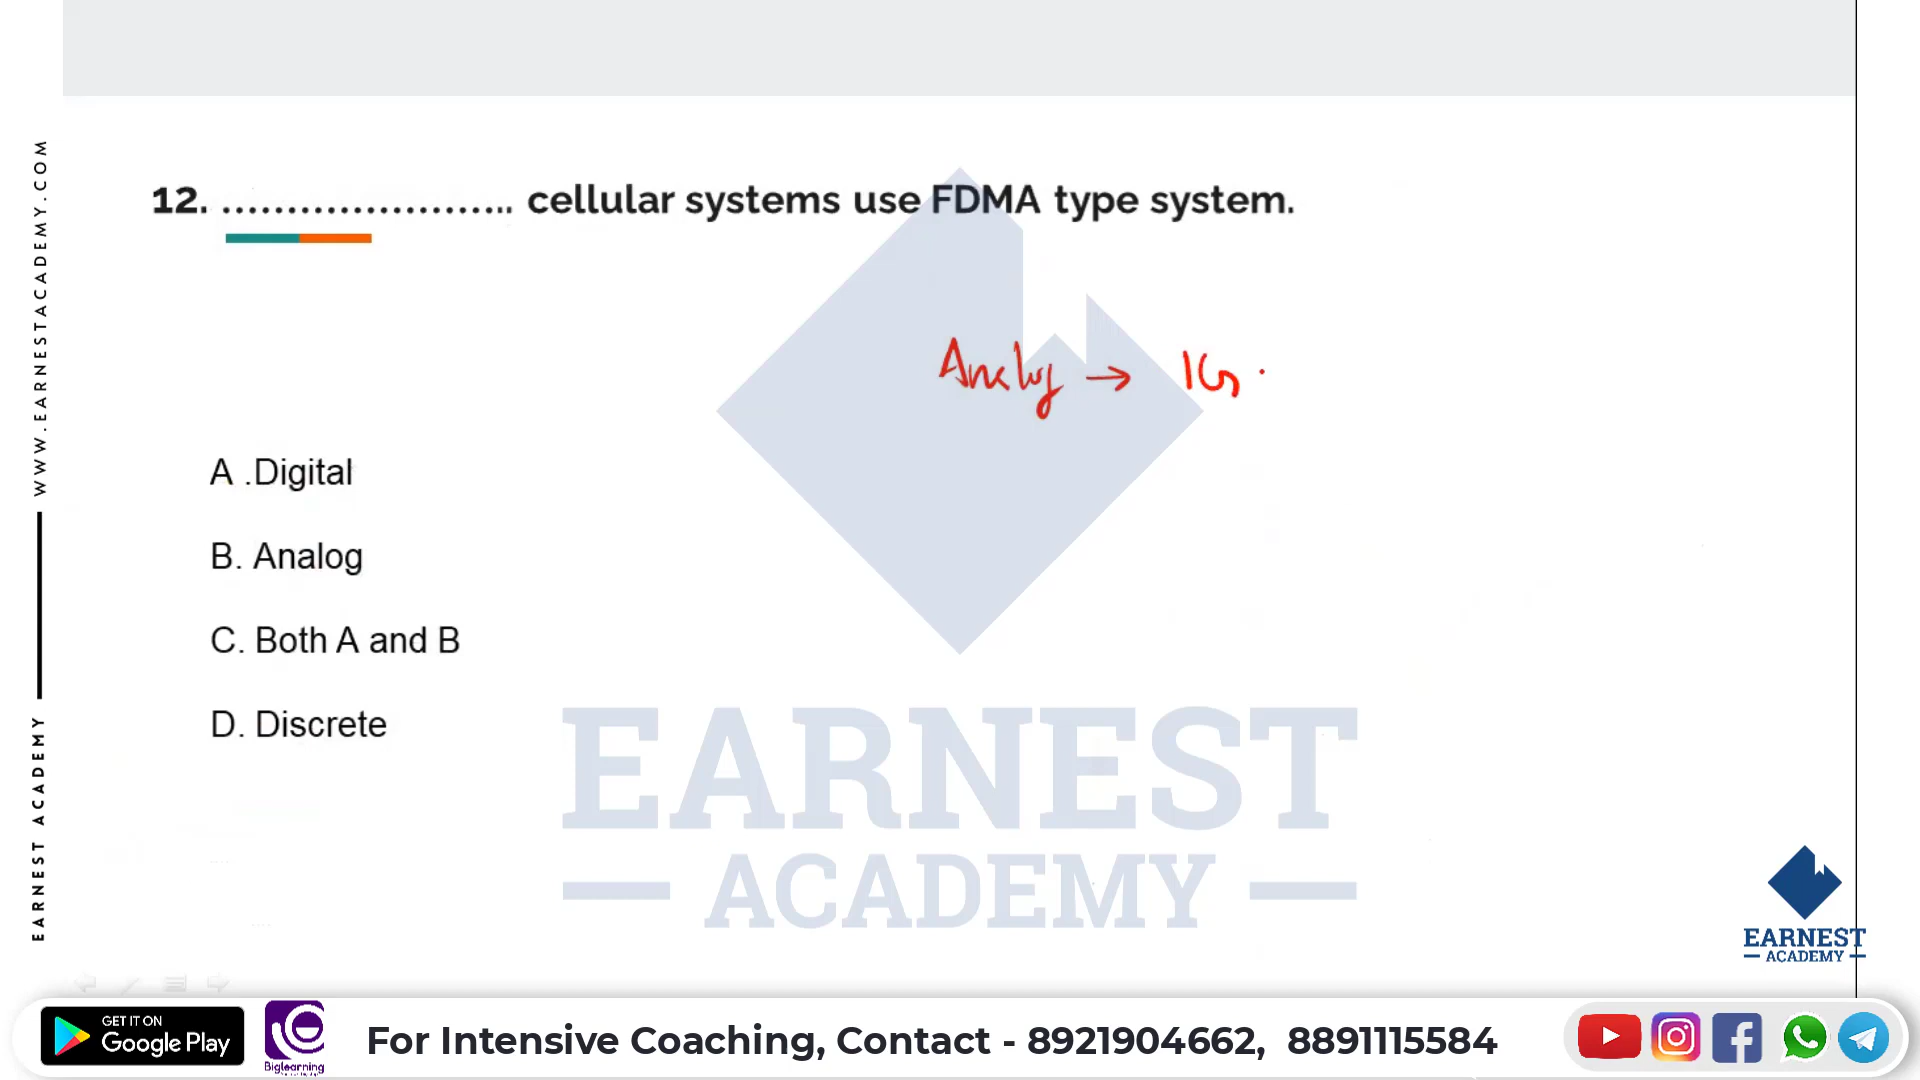 WWW.EARNESTACADEMY.COM
EARNEST ACADEMY
12. ........................ cellular systems use FDMA type system.
Analog → 1G .
A .Digital
B. Analog
C. Both A and B
D. Discrete
EARNEST
ACADEMY
EARNEST
ACADEMY
GET IT ON
Google Play
Biglearning
For Intensive Coaching, Contact - 8921904662, 8891115584